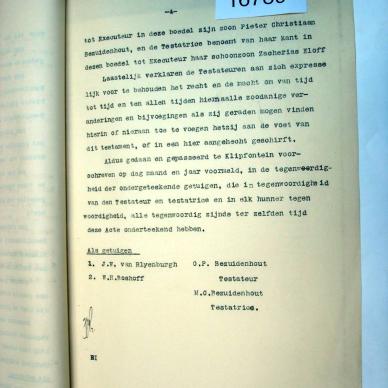 -4-
tot Executeur in deze boedel zijn zoon Pieter Christiaan
Bezuidenhout, en de Testatrice benoemt van haar kant in
dezen boedel tot Executeur haar schoonzoon Zacharias Eloff
Laastelijk verklaren de Testateuren aan zich expresse
lijk voor te behouden het recht en de macht om van tijd
tot tijd en ten allen tijden hiermaalle zoodanige ver-
anderingen en bijvoegingen als zij geraden mogen vinden
hierin of nieraan toe te voegen hetzij aan de voet van
dit testament, of in een hier aangehecht geschrift.
Aldus gedaan en gepasseerd te Klipfontein voor-
schreven op dag maand en jaar voormeld, in de tegenwoordig-
heid der ondergeteekende getuigen, die in tegenwoordigheid
van den Testateur en testatrice en in elk hunner tegen
woordigheid, alle tegenwoordig zijnde ter zelfden tijd
deze Acte onderteekend hebben.
Als getuigen
1. J.W. van Rlyenburgh O.P. Bezuidenhout
2. W.H. Boshoff Testateur
M.C. Bezuidenhout
Testatrice.
HI